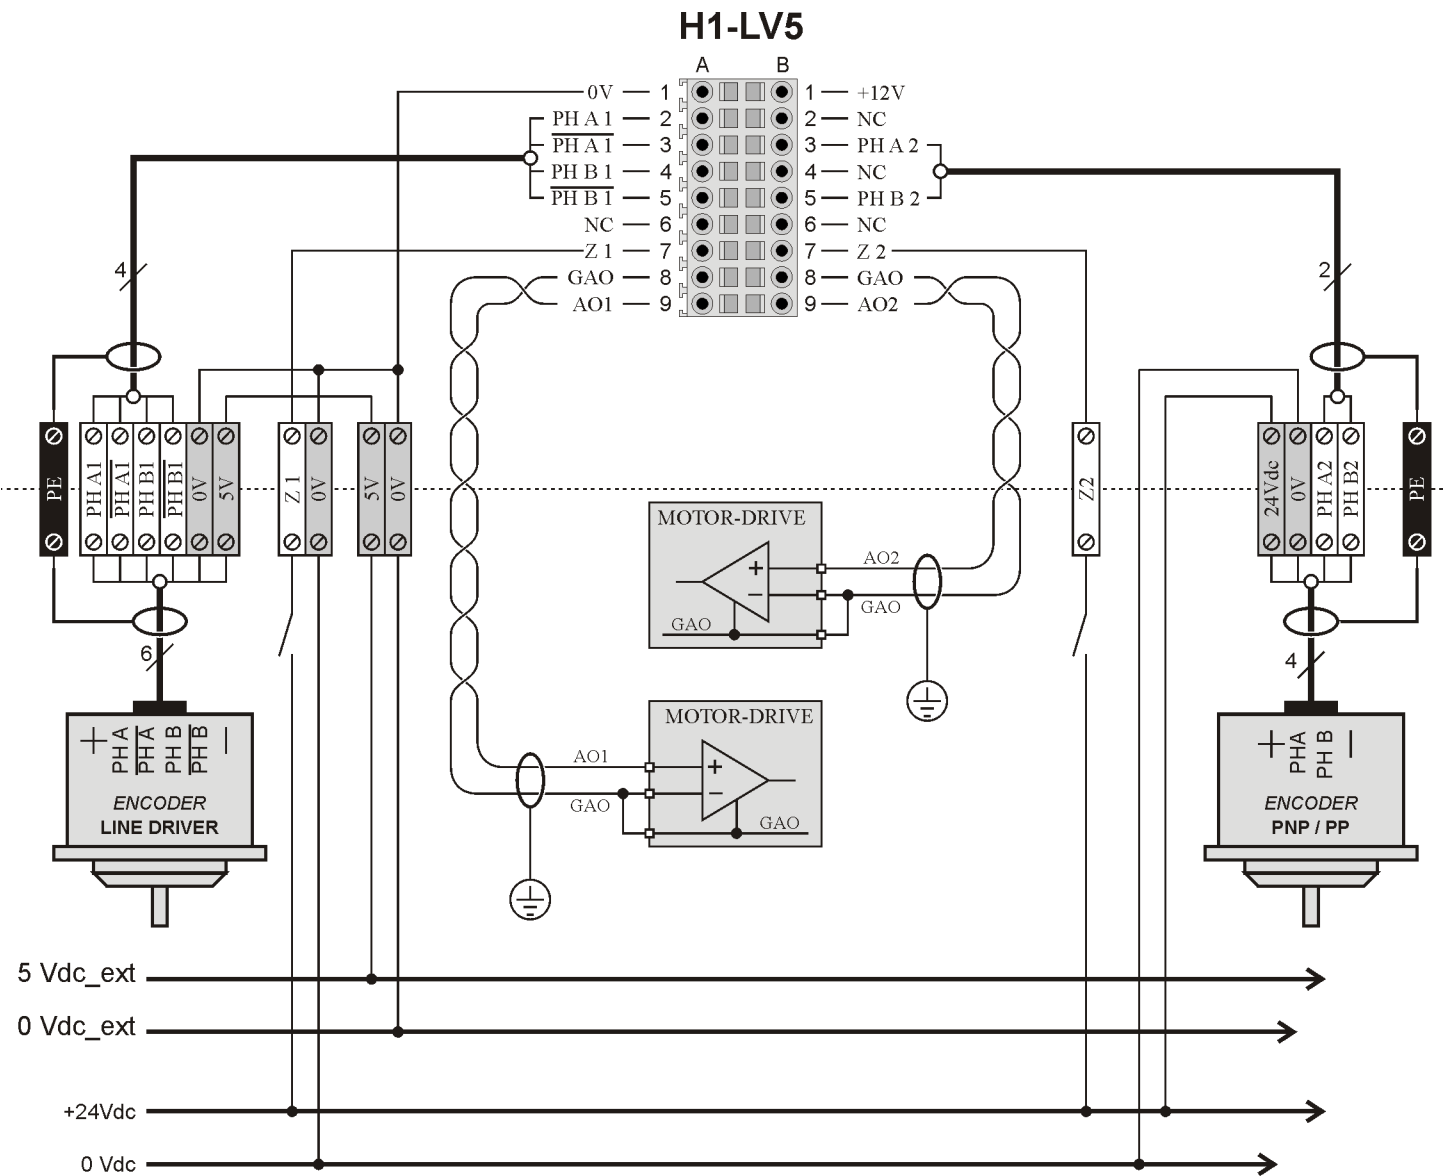 H1-LV5
A B
0V 1 1 +12V
PH A 1 2 2 NC
PH A 1 3 3 PH A 2
PH B 1 4 4 NC
PH B 1 5 5 PH B 2
NC 6 6 NC
Z 1 7 7 Z 2
GAO 8 8 GAO
AO1 9 9 AO2
4
2
PE
PH A1
PH A1
PH B1
PH B1
0V
5V
Z 1
0V
5V
0V
Z2
24Vdc
0V
PH A2
PH B2
PE
MOTOR-DRIVE
+
−
GAO
AO2
GAO
6
4
MOTOR-DRIVE
AO1
GAO
+
−
GAO
+
PH A
PH A
PH B
PH B
−
ENCODER
LINE DRIVER
+
PHA
PH B
−
ENCODER
PNP / PP
5 Vdc_ext
0 Vdc_ext
+24Vdc
0 Vdc